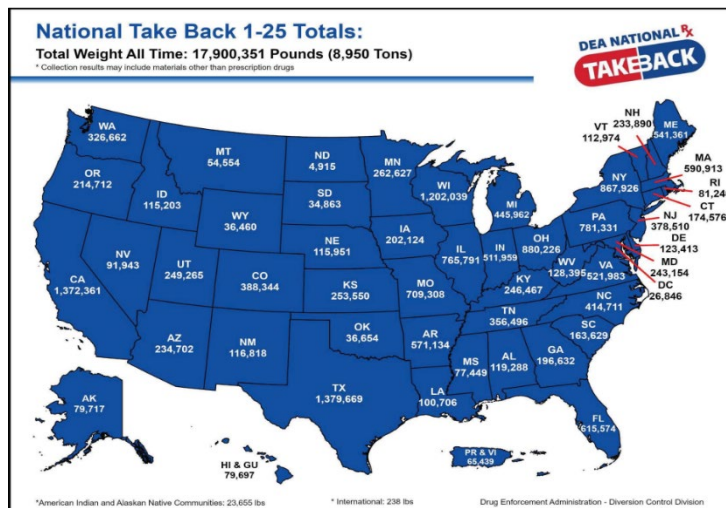 National Take Back 1-25 Totals:
Total Weight All Time: 17,900,351 Pounds (8,950 Tons)
* Collection results may include materials other than prescription drugs
DEA NATIONAL Rx
TAKEBACK
WA
326,662
OR
214,712
CA
1,372,361
NV
91,943
ID
115,203
MT
54,554
WY
36,460
UT
249,265
AZ
234,702
CO
388,344
NM
116,818
ND
4,915
SD
34,863
NE
115,951
KS
253,550
OK
36,654
TX
1,379,669
MN
262,627
IA
202,124
MO
709,308
AR
571,134
LA
100,706
WI
1,202,039
IL
765,791
MI
445,962
IN
511,959
OH
880,226
KY
246,467
TN
356,496
MS
77,449
AL
119,288
GA
196,632
FL
615,574
SC
163,629
NC
414,711
VA
521,983
WV
128,395
PA
781,331
NY
867,926
VT
112,974
NH
233,890
ME
541,361
MA
590,913
RI
81,24
CT
174,576
NJ
378,510
DE
123,413
MD
243,154
DC
26,846
AK
79,717
HI & GU
79,697
PR & VI
65,439
*American Indian and Alaskan Native Communities: 23,655 lbs
* International: 238 lbs
Drug Enforcement Administration - Diversion Control Division